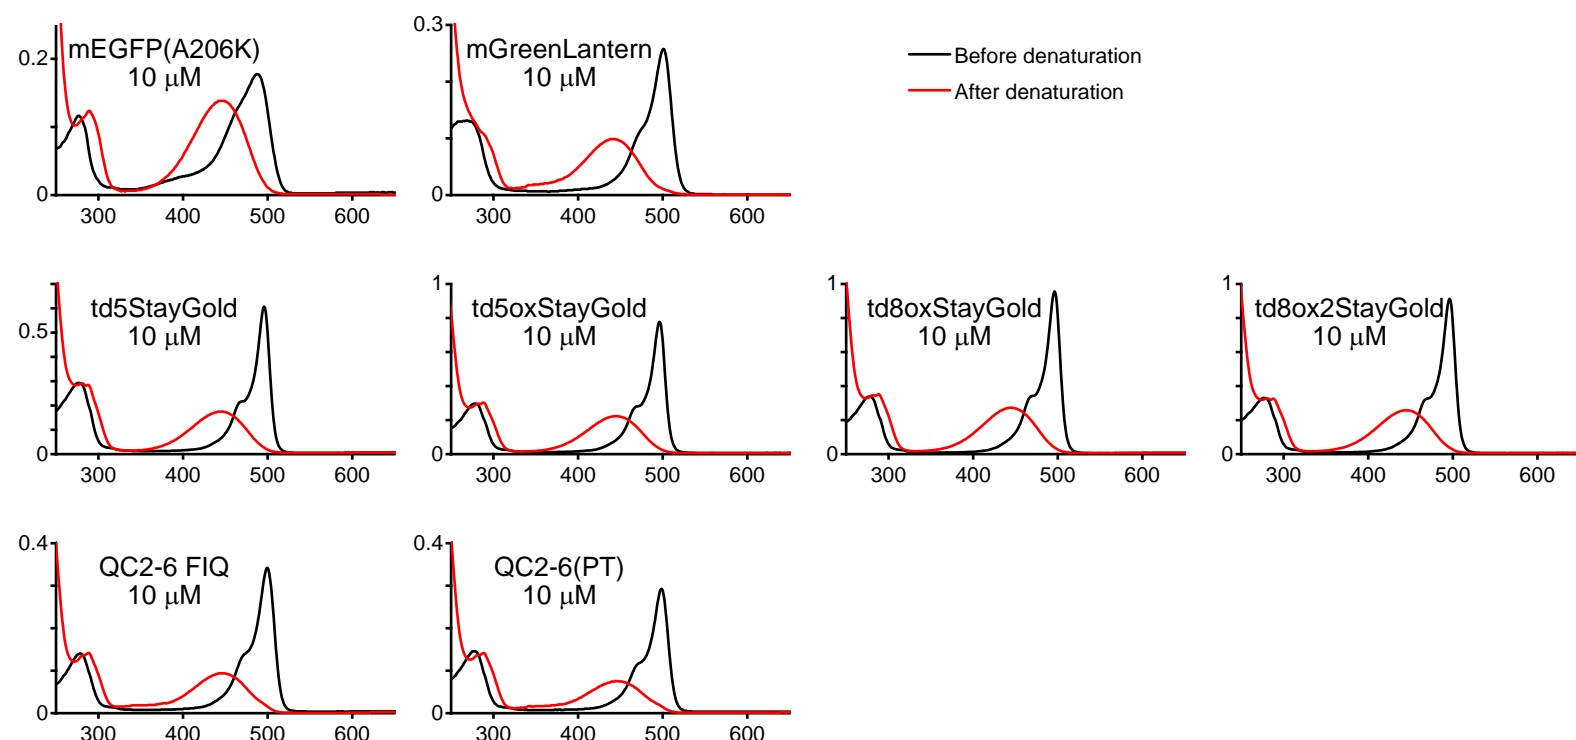 0.2
mEGFP(A206K)
10 μM
0
300 400 500 600
0.3
mGreenLantern
10 μM
0
300 400 500 600
Before denaturation
After denaturation
0.5
td5StayGold
10 μM
0
300 400 500 600
1
td5oxStayGold
10 μM
0
300 400 500 600
1
td8oxStayGold
10 μM
0
300 400 500 600
1
td8ox2StayGold
10 μM
0
300 400 500 600
0.4
QC2-6 FIQ
10 μM
0
300 400 500 600
0.4
QC2-6(PT)
10 μM
0
300 400 500 600